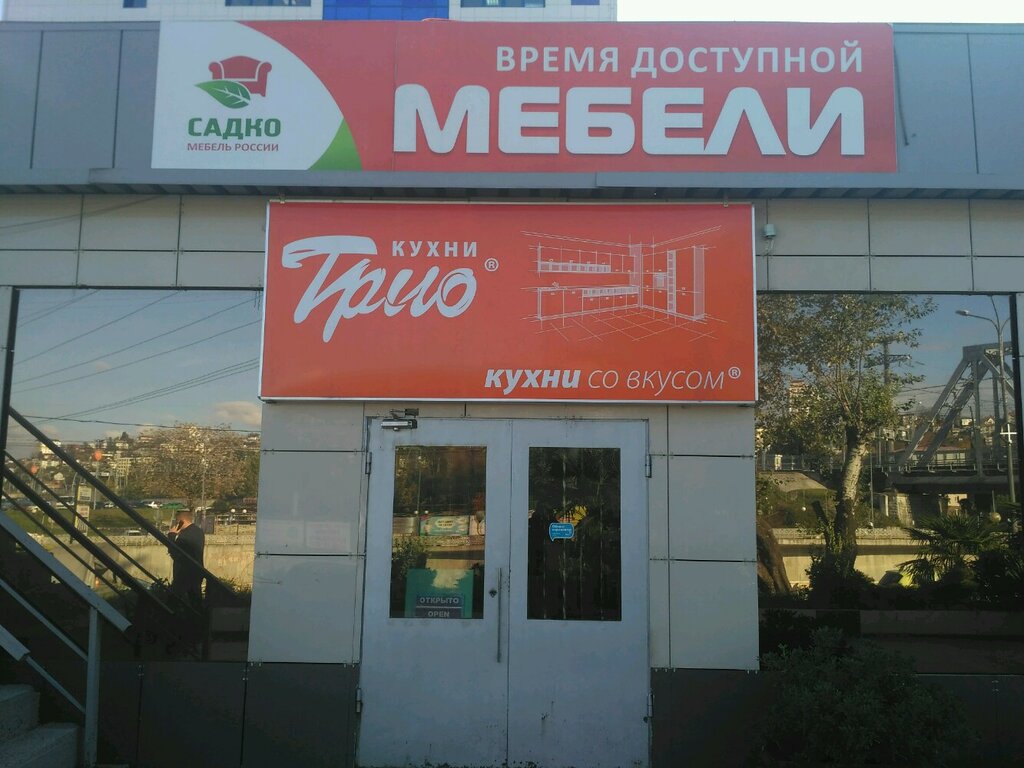 ВРЕМЯ ДОСТУПНОЙ
МЕБЕЛИ
САДКО
МЕБЕЛЬ РОССИИ
КУХНИ
Трио®
кухни со вкусом®
ОТКРЫТО
OPEN